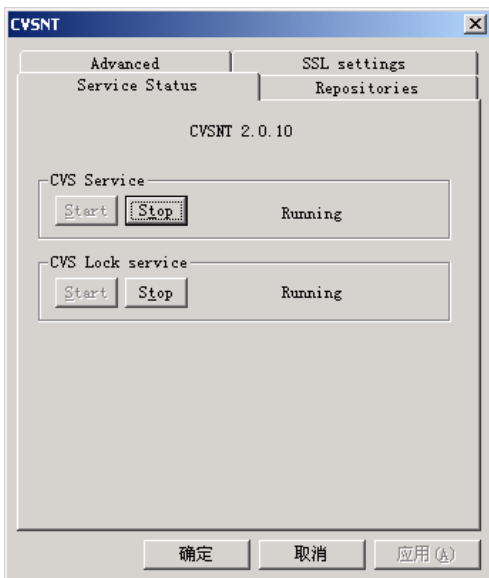 CVSNT
Advanced SSL settings
Service Status Repositories
CVSNT 2.0.10
CVS Service
Start Stop Running
CVS Lock service
Start Stop Running
确定 取消 应用(A)